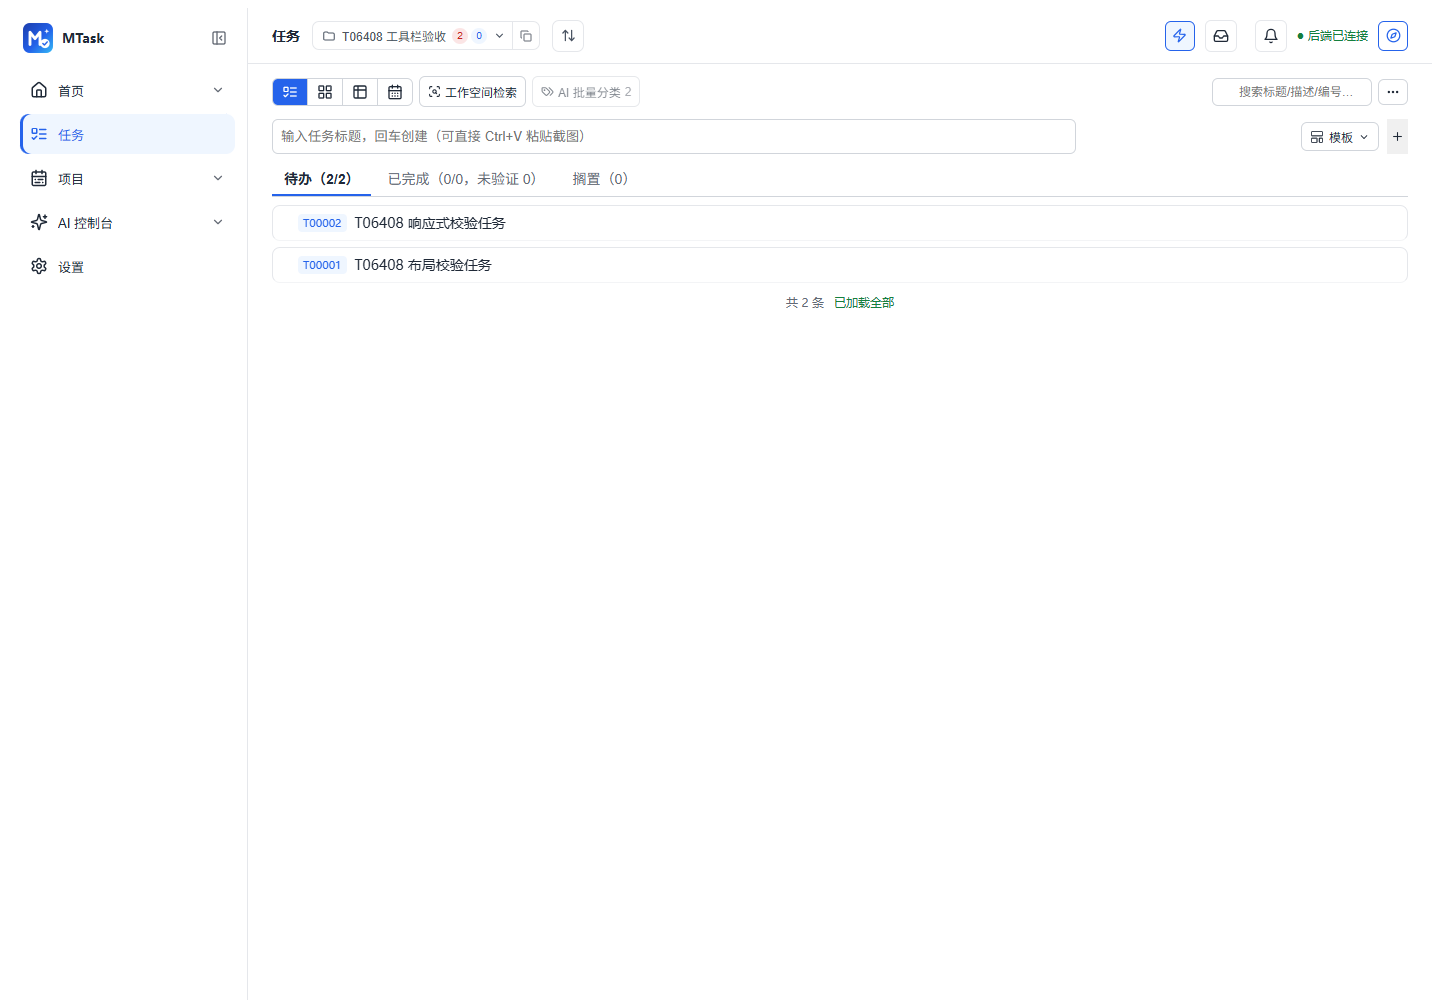 MTask
首页
任务
项目
AI 控制台
设置
任务 T06408 工具栏验收 2 0 后端已连接
工作空间检索 AI 批量分类 2 搜索标题/描述/编号...
输入任务标题，回车创建（可直接 Ctrl+V 粘贴截图） 模板 +
待办（2/2） 已完成（0/0，未验证 0） 搁置（0）
T00002 T06408 响应式校验任务
T00001 T06408 布局校验任务
共 2 条 已加载全部